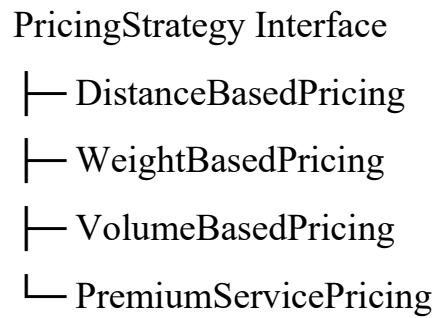 PricingStrategy Interface
├─ DistanceBasedPricing
├─ WeightBasedPricing
├─ VolumeBasedPricing
└─ PremiumServicePricing